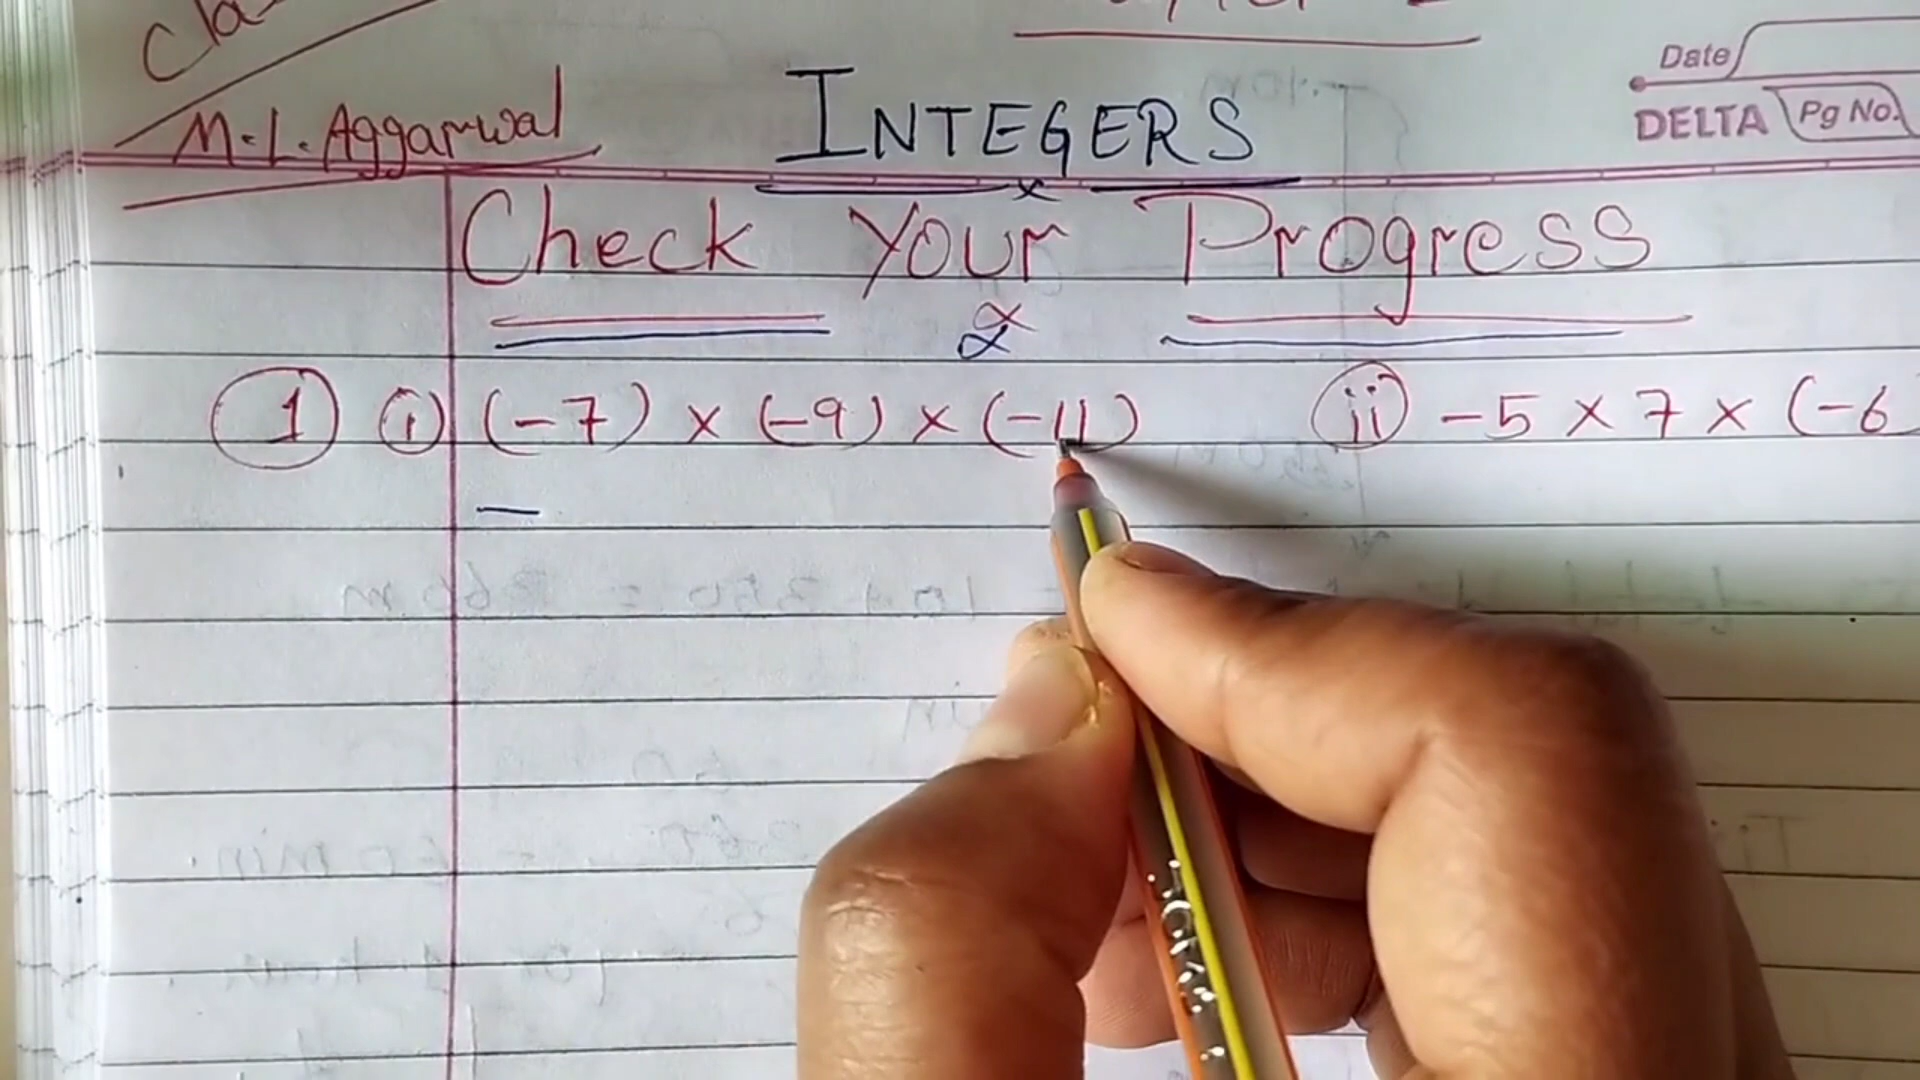 Date
DELTA Pg No.
M.L. Aggarwal INTEGERS
Check Your Progress
1 i (-7) × (-9) × (-11) ii -5 × 7 × (-6